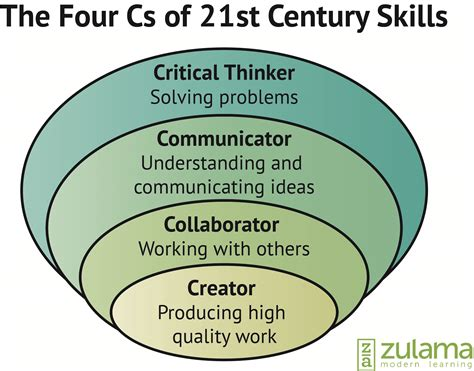 The Four Cs of 21st Century Skills
Critical Thinker
Solving problems
Communicator
Understanding and
communicating ideas
Collaborator
Working with others
Creator
Producing high
quality work
zia
zulama
modern learning